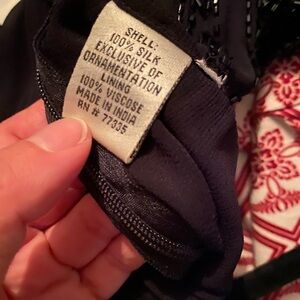 SHELL:
100% SILK
EXCLUSIVE OF
ORNAMENTATION
LINING
100% VISCOSE
MADE IN INDIA
RN # 77335